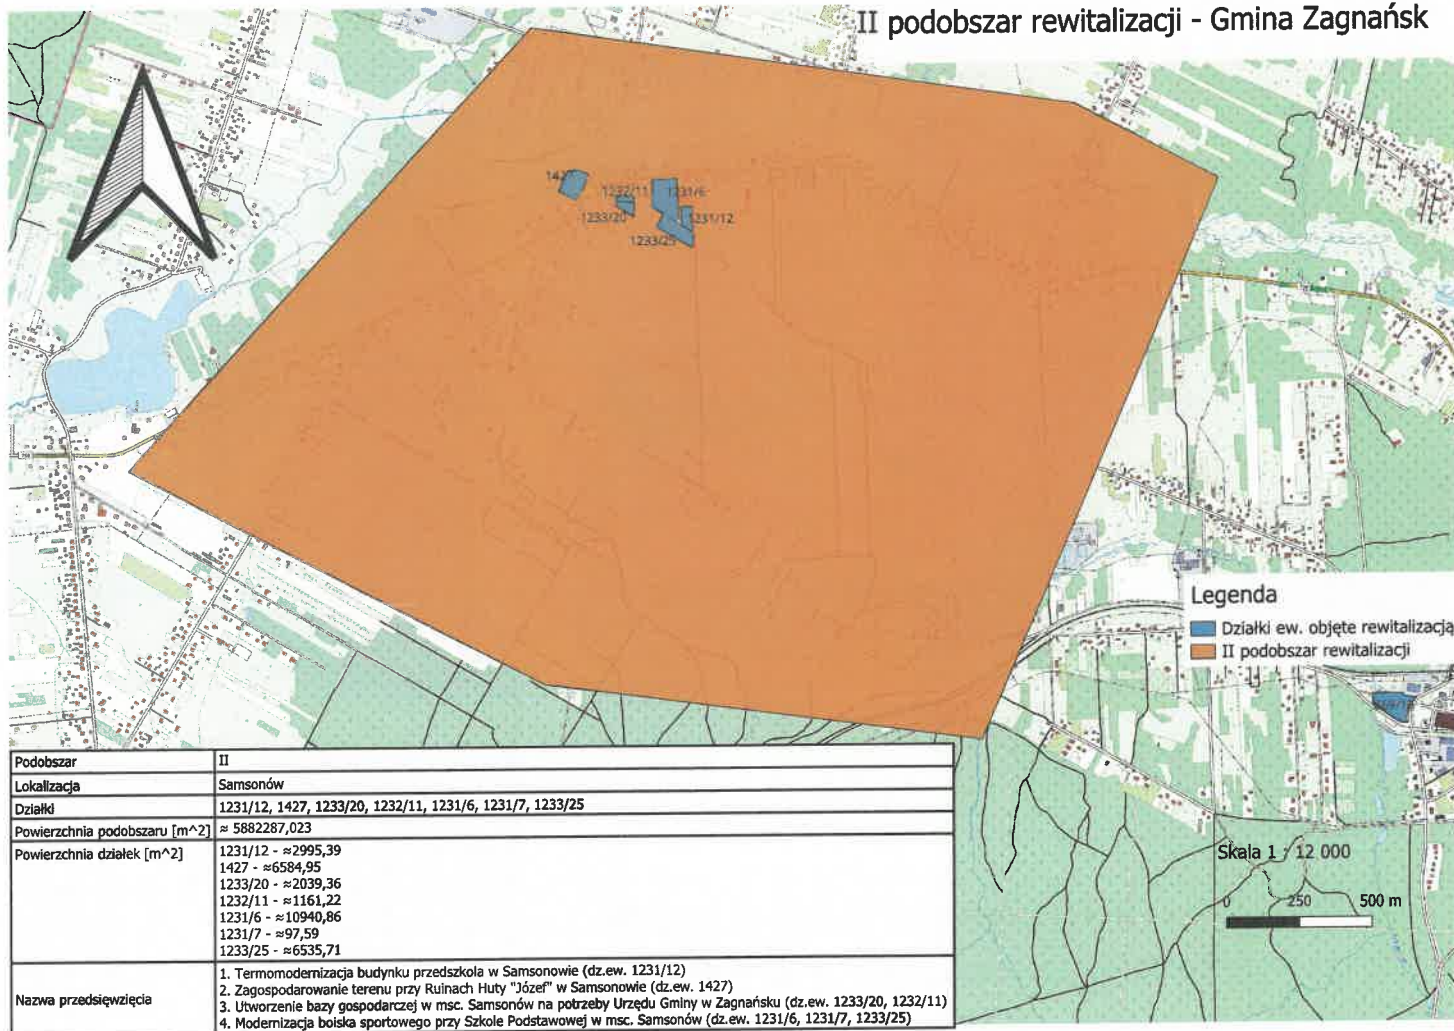 II podobszar rewitalizacji - Gmina Zagnańsk
1427
1232/11
1231/6
1233/20
1231/12
1233/25
Legenda
Działki ew. objęte rewitalizacją
II podobszar rewitalizacji
Podobszar II
Lokalizacja Samsonów
Działki 1231/12, 1427, 1233/20, 1232/11, 1231/6, 1231/7, 1233/25
Powierzchnia podobszaru [m^2] ≈ 5882287,023
Powierzchnia działek [m^2] 1231/12 - ≈2995,39
1427 - ≈6584,95
1233/20 - ≈2039,36
1232/11 - ≈1161,22
1231/6 - ≈10940,86
1231/7 - ≈97,59
1233/25 - ≈6535,71
Nazwa przedsięwzięcia
1. Termomodernizacja budynku przedszkola w Samsonowie (dz.ew. 1231/12)
2. Zagospodarowanie terenu przy Ruinach Huty "Józef" w Samsonowie (dz.ew. 1427)
3. Utworzenie bazy gospodarczej w msc. Samsonów na potrzeby Urzędu Gminy w Zagnańsku (dz.ew. 1233/20, 1232/11)
4. Modernizacja boiska sportowego przy Szkole Podstawowej w msc. Samsonów (dz.ew. 1231/6, 1231/7, 1233/25)
Skala 1 : 12 000
0 250 500 m